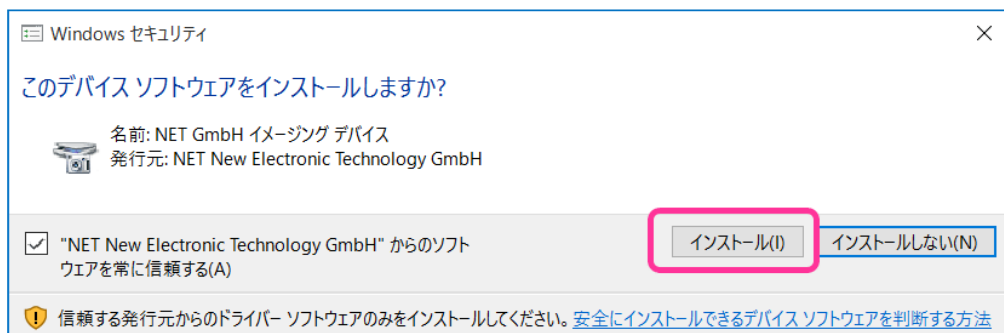 Windows セキュリティ
このデバイス ソフトウェアをインストールしますか?
名前: NET GmbH イメージング デバイス
発行元: NET New Electronic Technology GmbH
"NET New Electronic Technology GmbH" からのソフト
ウェアを常に信頼する(A)
インストール(I)
インストールしない(N)
信頼する発行元からのドライバー ソフトウェアのみをインストールしてください。安全にインストールできるデバイス ソフトウェアを判断する方法